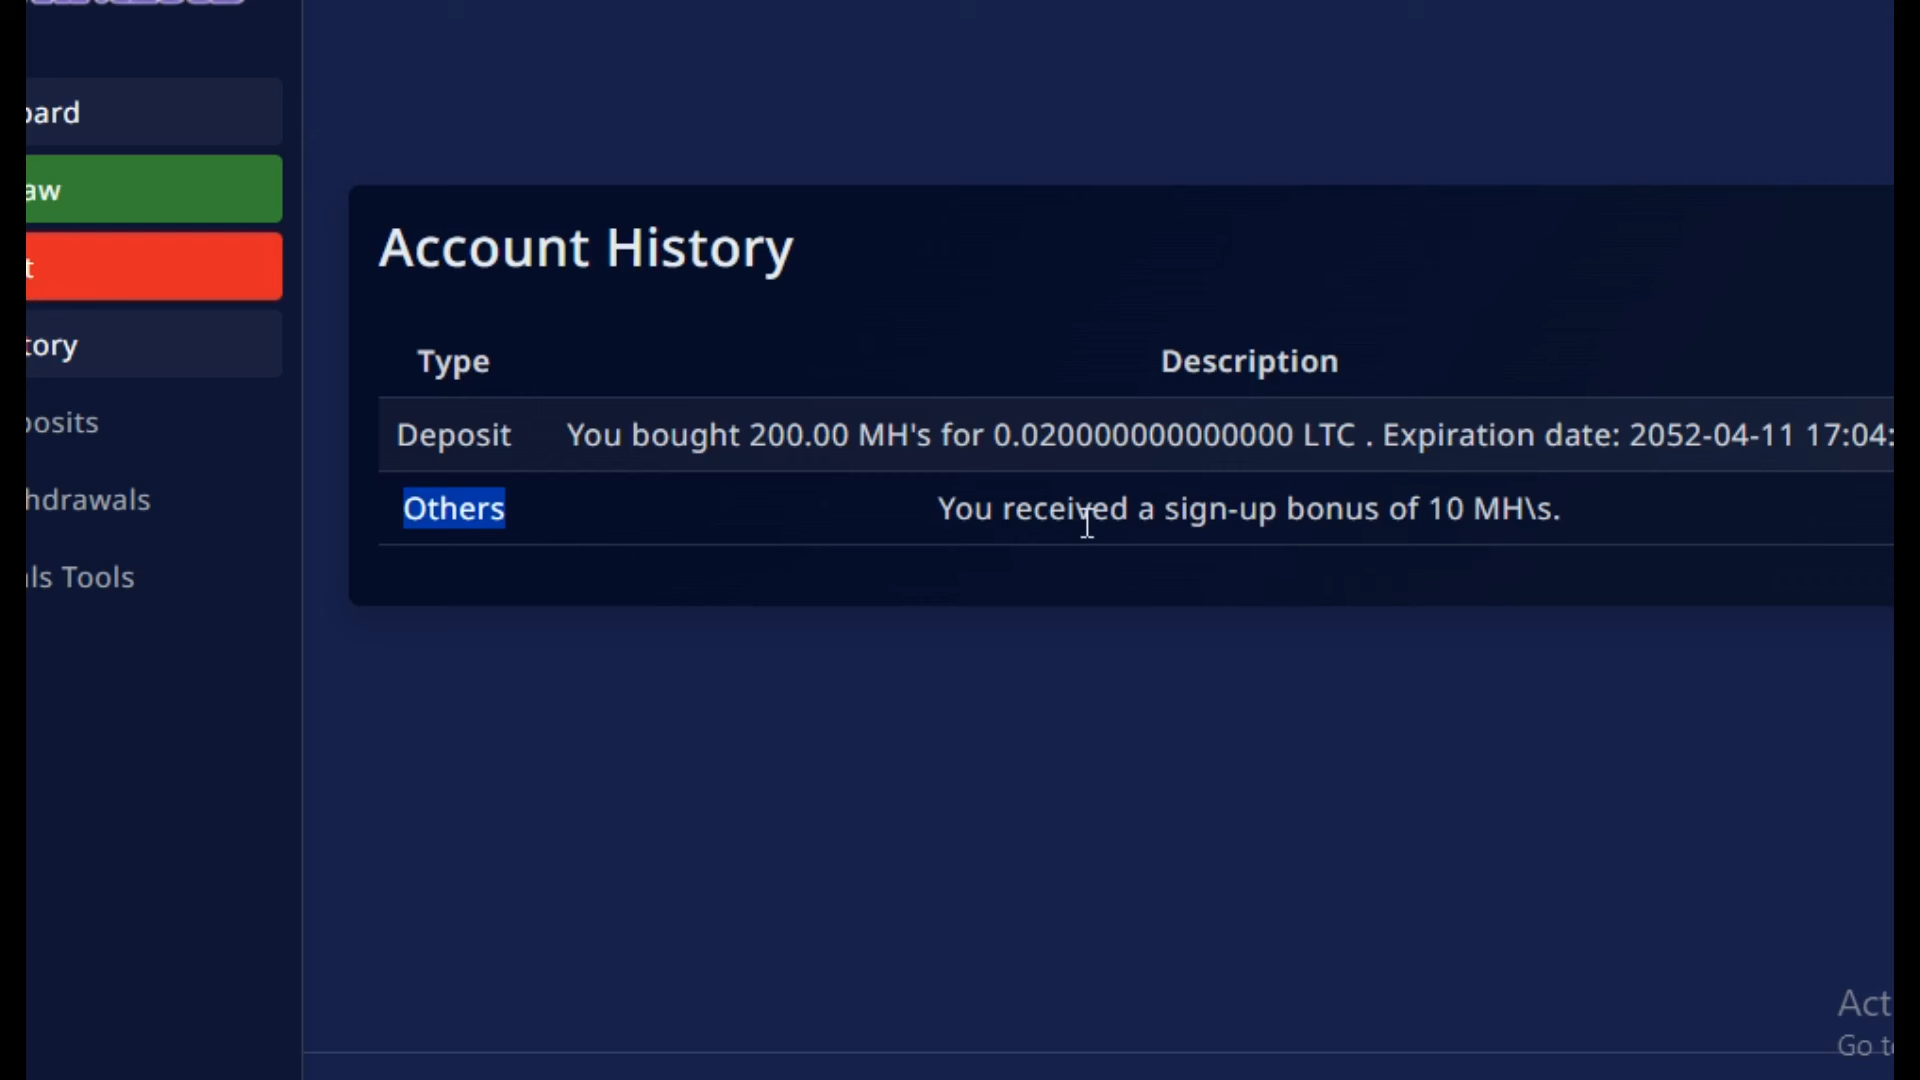 oard
aw
t
tory
posits
hdrawals
ls Tools
Account History
Type Description
Deposit You bought 200.00 MH's for 0.020000000000000 LTC . Expiration date: 2052-04-11 17:04:
Others You received a sign-up bonus of 10 MH\s.
Act
Go t